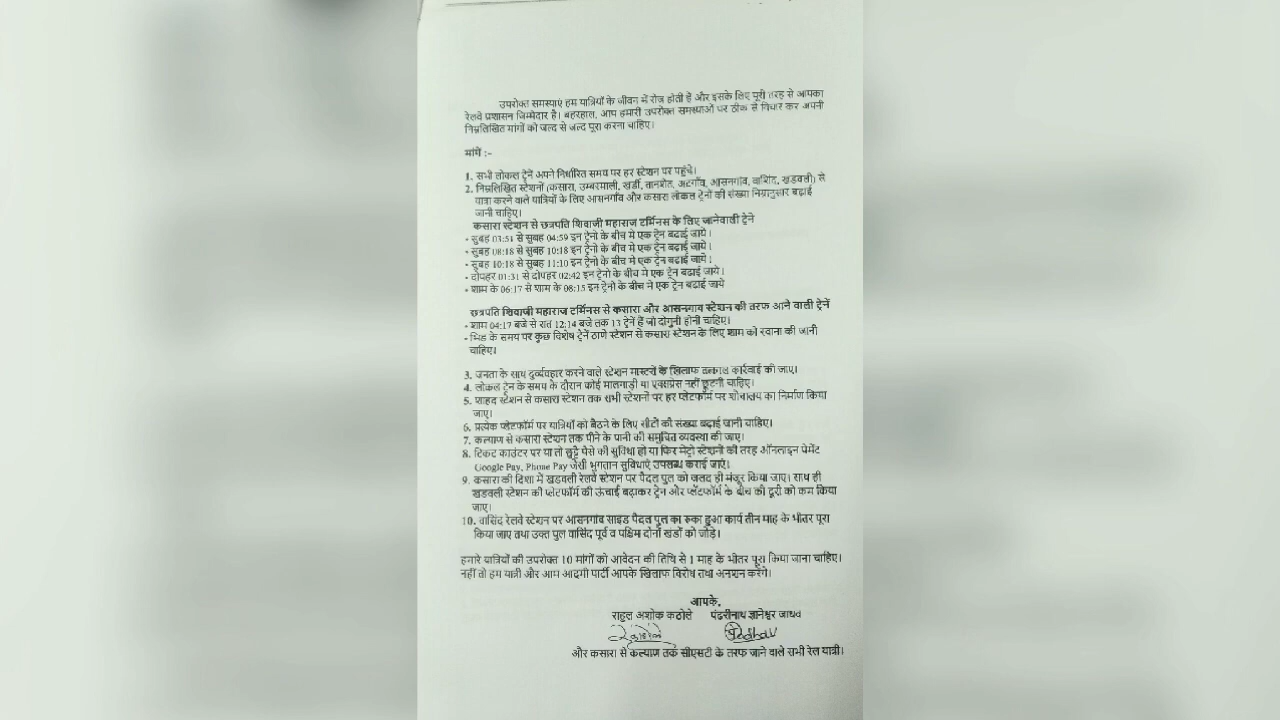 उपरोक्त समस्याएं हम यात्रियों के जीवन में रोज होती हैं और इसके लिए पूरी तरह से आपका
रेलवे प्रशासन जिम्मेदार है। बहरहाल, आप हमारी उपरोक्त समस्याओं पर ठीक से विचार कर अपनी
निम्नलिखित मांगों को जल्द से जल्द पूरा करना चाहिए।
मांगें :-
1. सभी लोकल ट्रेनें अपने निर्धारित समय पर हर स्टेशन पर पहुंचे।
2. निम्नलिखित स्टेशनों (कसारा, उम्बरमाली, खर्डी, तानशेत, अटगाँव, आसनगांव, वाशिंद, खडवली) से
यात्रा करने वाले यात्रियों के लिए आसनगाँव और कसारा लोकल ट्रेनों की संख्या निम्नानुसार बढ़ाई
जानी चाहिए।
कसारा स्टेशन से छत्रपति शिवाजी महाराज टर्मिनस के लिए जानेवाली ट्रेने
- सुबह 03:51 से सुबह 04:59 इन ट्रेनो के बीच मे एक ट्रेन बढाई जाये।
- सुबह 08:18 से सुबह 10:18 इन ट्रेनो के बीच मे एक ट्रेन बढाई जाये।
- सुबह 10:18 से सुबह 11:10 इन ट्रेनो के बीच मे एक ट्रेन बढाई जाये।
- दोपहर 01:31 से दोपहर 02:42 इन ट्रेनो के बीच मे एक ट्रेन बढाई जाये।
- शाम के 06:17 से शाम के 08:15 इन ट्रेनो के बीच मे एक ट्रेन बढाई जाये
छत्रपति शिवाजी महाराज टर्मिनस से कसारा और आसनगाव स्टेशन की तरफ आने वाली ट्रेनें
- शाम 04:17 बजे से रात 12:14 बजे तक 13 ट्रेनें हैं जो दोगुनी होनी चाहिए।
- भिड के समय पर कुछ विशेष ट्रेनें ठाणे स्टेशन से कसारा स्टेशन के लिए शाम को रवाना की जानी
चाहिए।
3. जनता के साथ दुर्व्यवहार करने वाले स्टेशन मास्टरों के खिलाफ तत्काल कार्रवाई की जाए।
4. लोकल ट्रेन के समय के दौरान कोई मालगाड़ी या एक्सप्रेस नहीं छूटनी चाहिए।
5. शहाद स्टेशन से कसारा स्टेशन तक सभी स्टेशनों पर हर प्लेटफॉर्म पर शौचालय का निर्माण किया
जाए।
6. प्रत्येक प्लेटफॉर्म पर यात्रियों को बैठने के लिए सीटों की संख्या बढ़ाई जानी चाहिए।
7. कल्याण से कसारा स्टेशन तक पीने के पानी की समुचित व्यवस्था की जाए।
8. टिकट काउंटर पर या तो छुट्टे पैसे की सुविधा हो या फिर मेट्रो स्टेशनों की तरह ऑनलाइन पेमेंट
Google Pay, Phone Pay जैसी भुगतान सुविधाएं उपलब्ध कराई जाएं।
9. कसारा की दिशा में खडवली रेलवे स्टेशन पर पैदल पुल को जलद ही मंजूर किया जाए। साथ ही
खडवली स्टेशन की प्लेटफॉर्म की ऊंचाई बढ़ाकर ट्रेन और प्लॅटफॉर्म के बीच की दूरी को कम किया
जाए।
10. वासिंद रेलवे स्टेशन पर आसनगांव साइड पैदल पूल का रुका हुआ कार्य तीन माह के भीतर पूरा
किया जाए तथा उक्त पुल वासिंद पूर्व व पश्चिम दोनों खंडों को जोड़े।
हमारे यात्रियों की उपरोक्त 10 मांगों को आवेदन की तिथि से 1 माह के भीतर पूरा किया जाना चाहिए।
नहीं तो हम यात्री और आम आदमी पार्टी आपके खिलाफ विरोध तथा अनशन करेंगे।
आपके,
राहुल अशोक कठोले पंढरीनाथ ज्ञानेश्वर जाधव
और कसारा से कल्याण तक सीएसटी के तरफ जाने वाले सभी रेल यात्री।